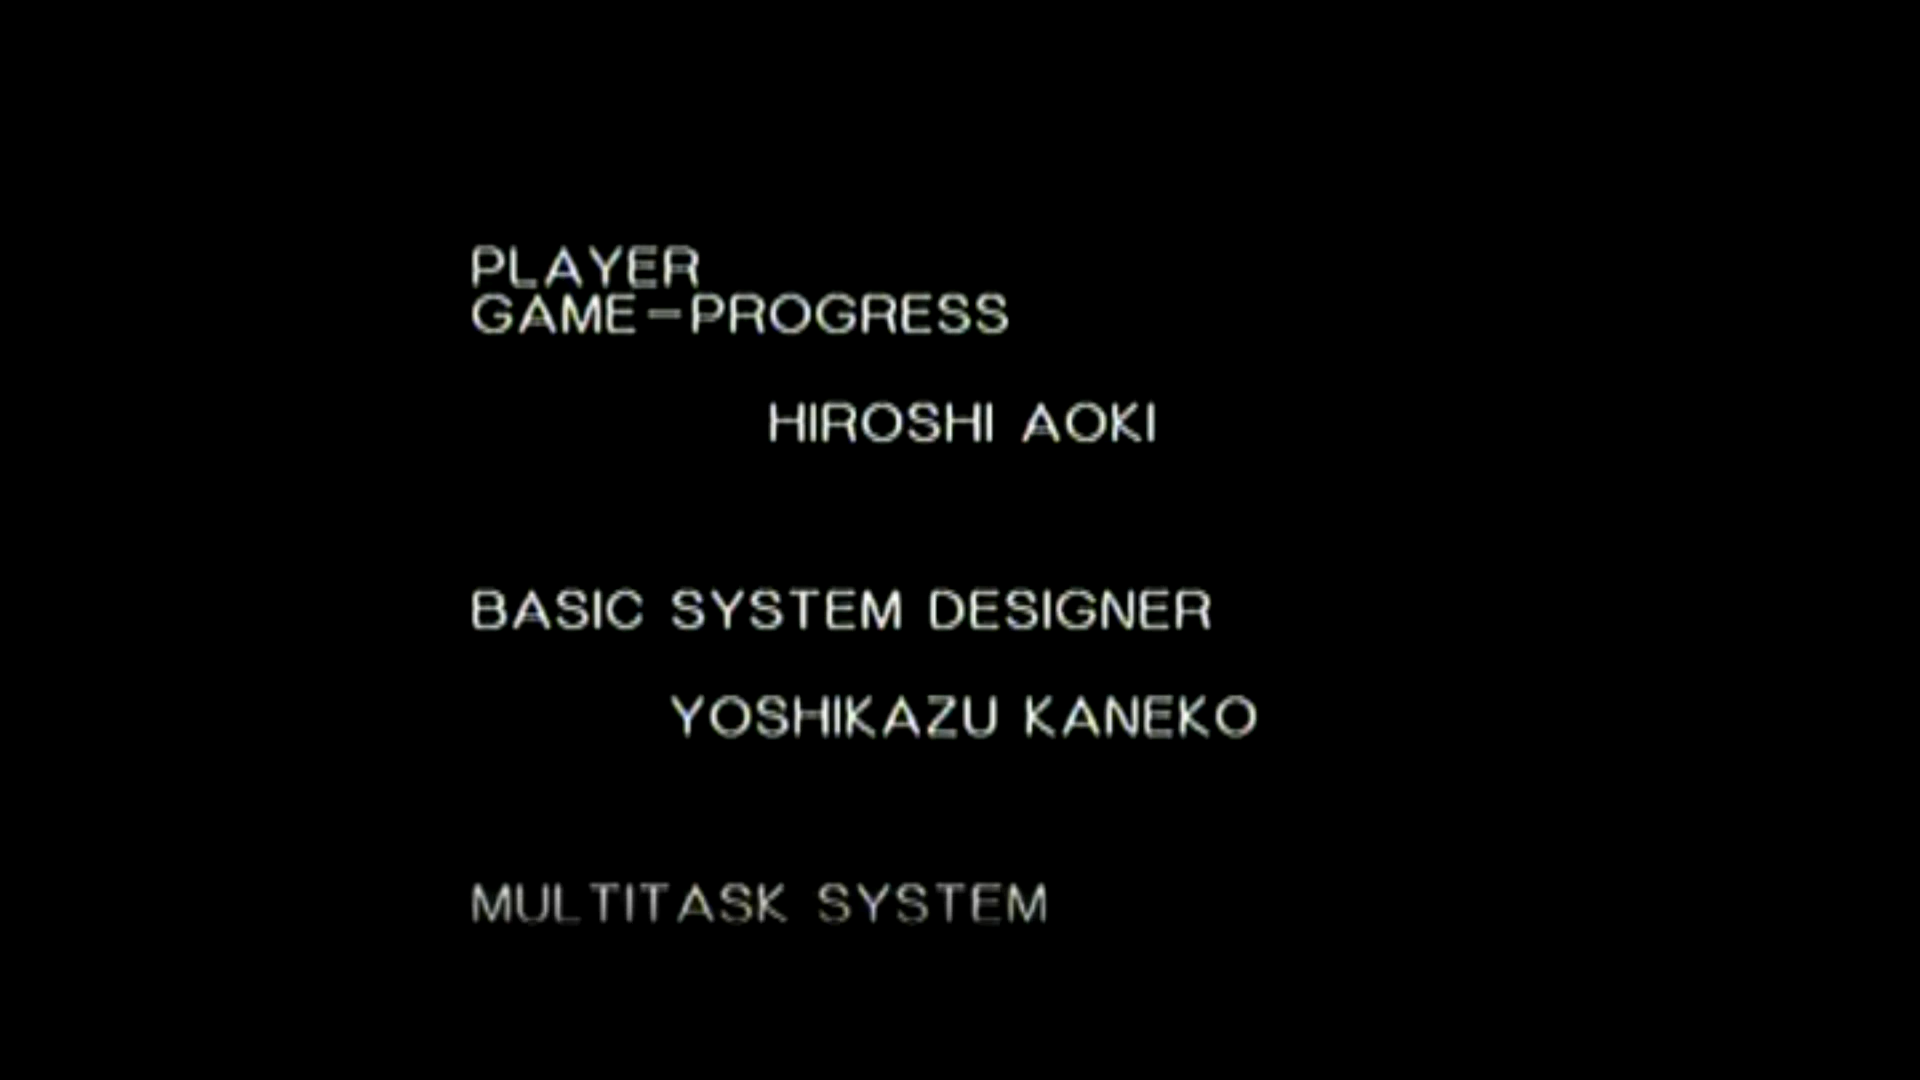 PLAYER
GAME-PROGRESS
HIROSHI AOKI
BASIC SYSTEM DESIGNER
YOSHIKAZU KANEKO
MULTITASK SYSTEM